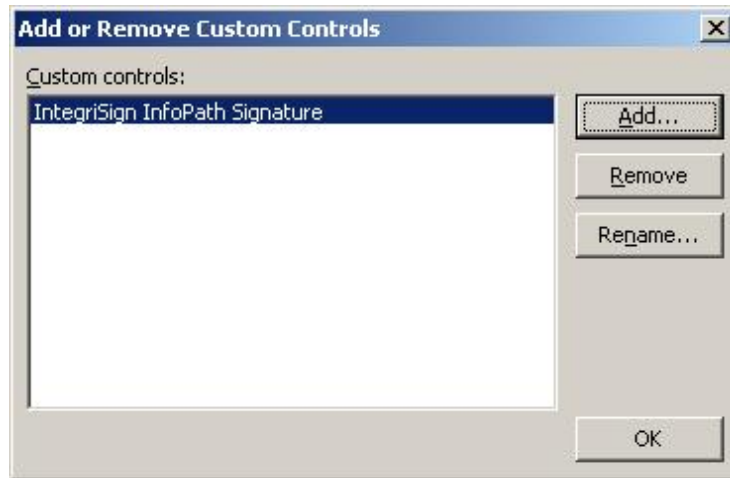 Add or Remove Custom Controls
Custom controls:
IntegriSign InfoPath Signature
Add...
Remove
Rename...
OK